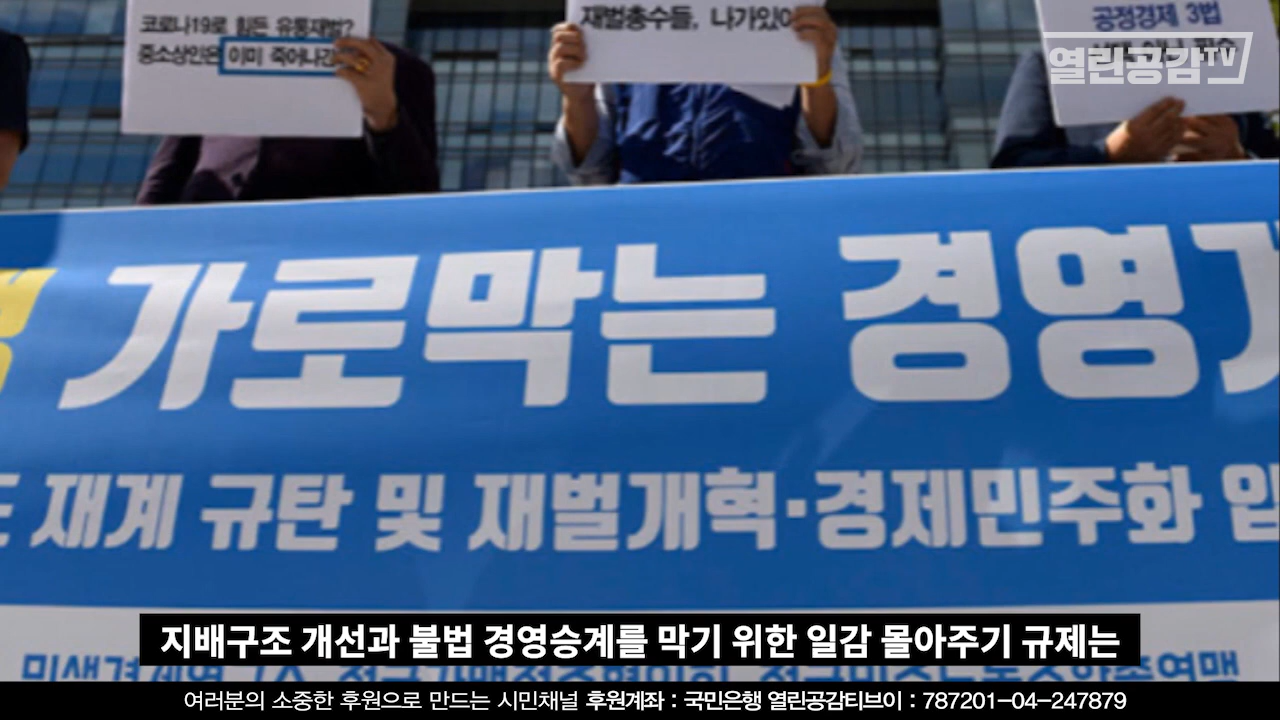 코로나19로 힘든 유통재벌?
중소상인은 이미 죽어나간
재벌총수들, 나가있어
공정경제 3법
열린공감TV
가로막는 경영
재계 규탄 및 재벌개혁·경제민주화 입
지배구조 개선과 불법 경영승계를 막기 위한 일감 몰아주기 규제는
여러분의 소중한 후원으로 만드는 시민채널 후원계좌 : 국민은행 열린공감티브이 : 787201-04-247879